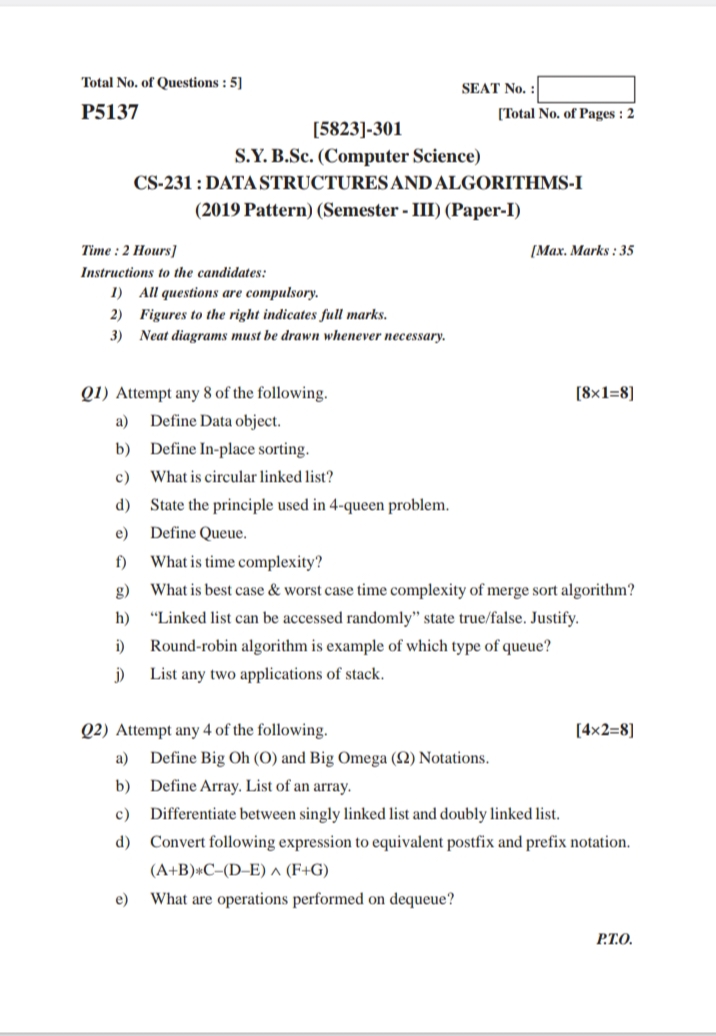 Total No. of Questions : 5]
SEAT No. :
P5137
[Total No. of Pages : 2
[5823]-301
S.Y. B.Sc. (Computer Science)
CS-231 : DATA STRUCTURES AND ALGORITHMS-I
(2019 Pattern) (Semester - III) (Paper-I)
Time : 2 Hours]
[Max. Marks : 35
Instructions to the candidates:
1) All questions are compulsory.
2) Figures to the right indicates full marks.
3) Neat diagrams must be drawn whenever necessary.
Q1) Attempt any 8 of the following. [8×1=8]
a) Define Data object.
b) Define In-place sorting.
c) What is circular linked list?
d) State the principle used in 4-queen problem.
e) Define Queue.
f) What is time complexity?
g) What is best case & worst case time complexity of merge sort algorithm?
h) “Linked list can be accessed randomly” state true/false. Justify.
i) Round-robin algorithm is example of which type of queue?
j) List any two applications of stack.
Q2) Attempt any 4 of the following. [4×2=8]
a) Define Big Oh (O) and Big Omega (Ω) Notations.
b) Define Array. List of an array.
c) Differentiate between singly linked list and doubly linked list.
d) Convert following expression to equivalent postfix and prefix notation.
(A+B)*C–(D–E) ∧ (F+G)
e) What are operations performed on dequeue?
P.T.O.